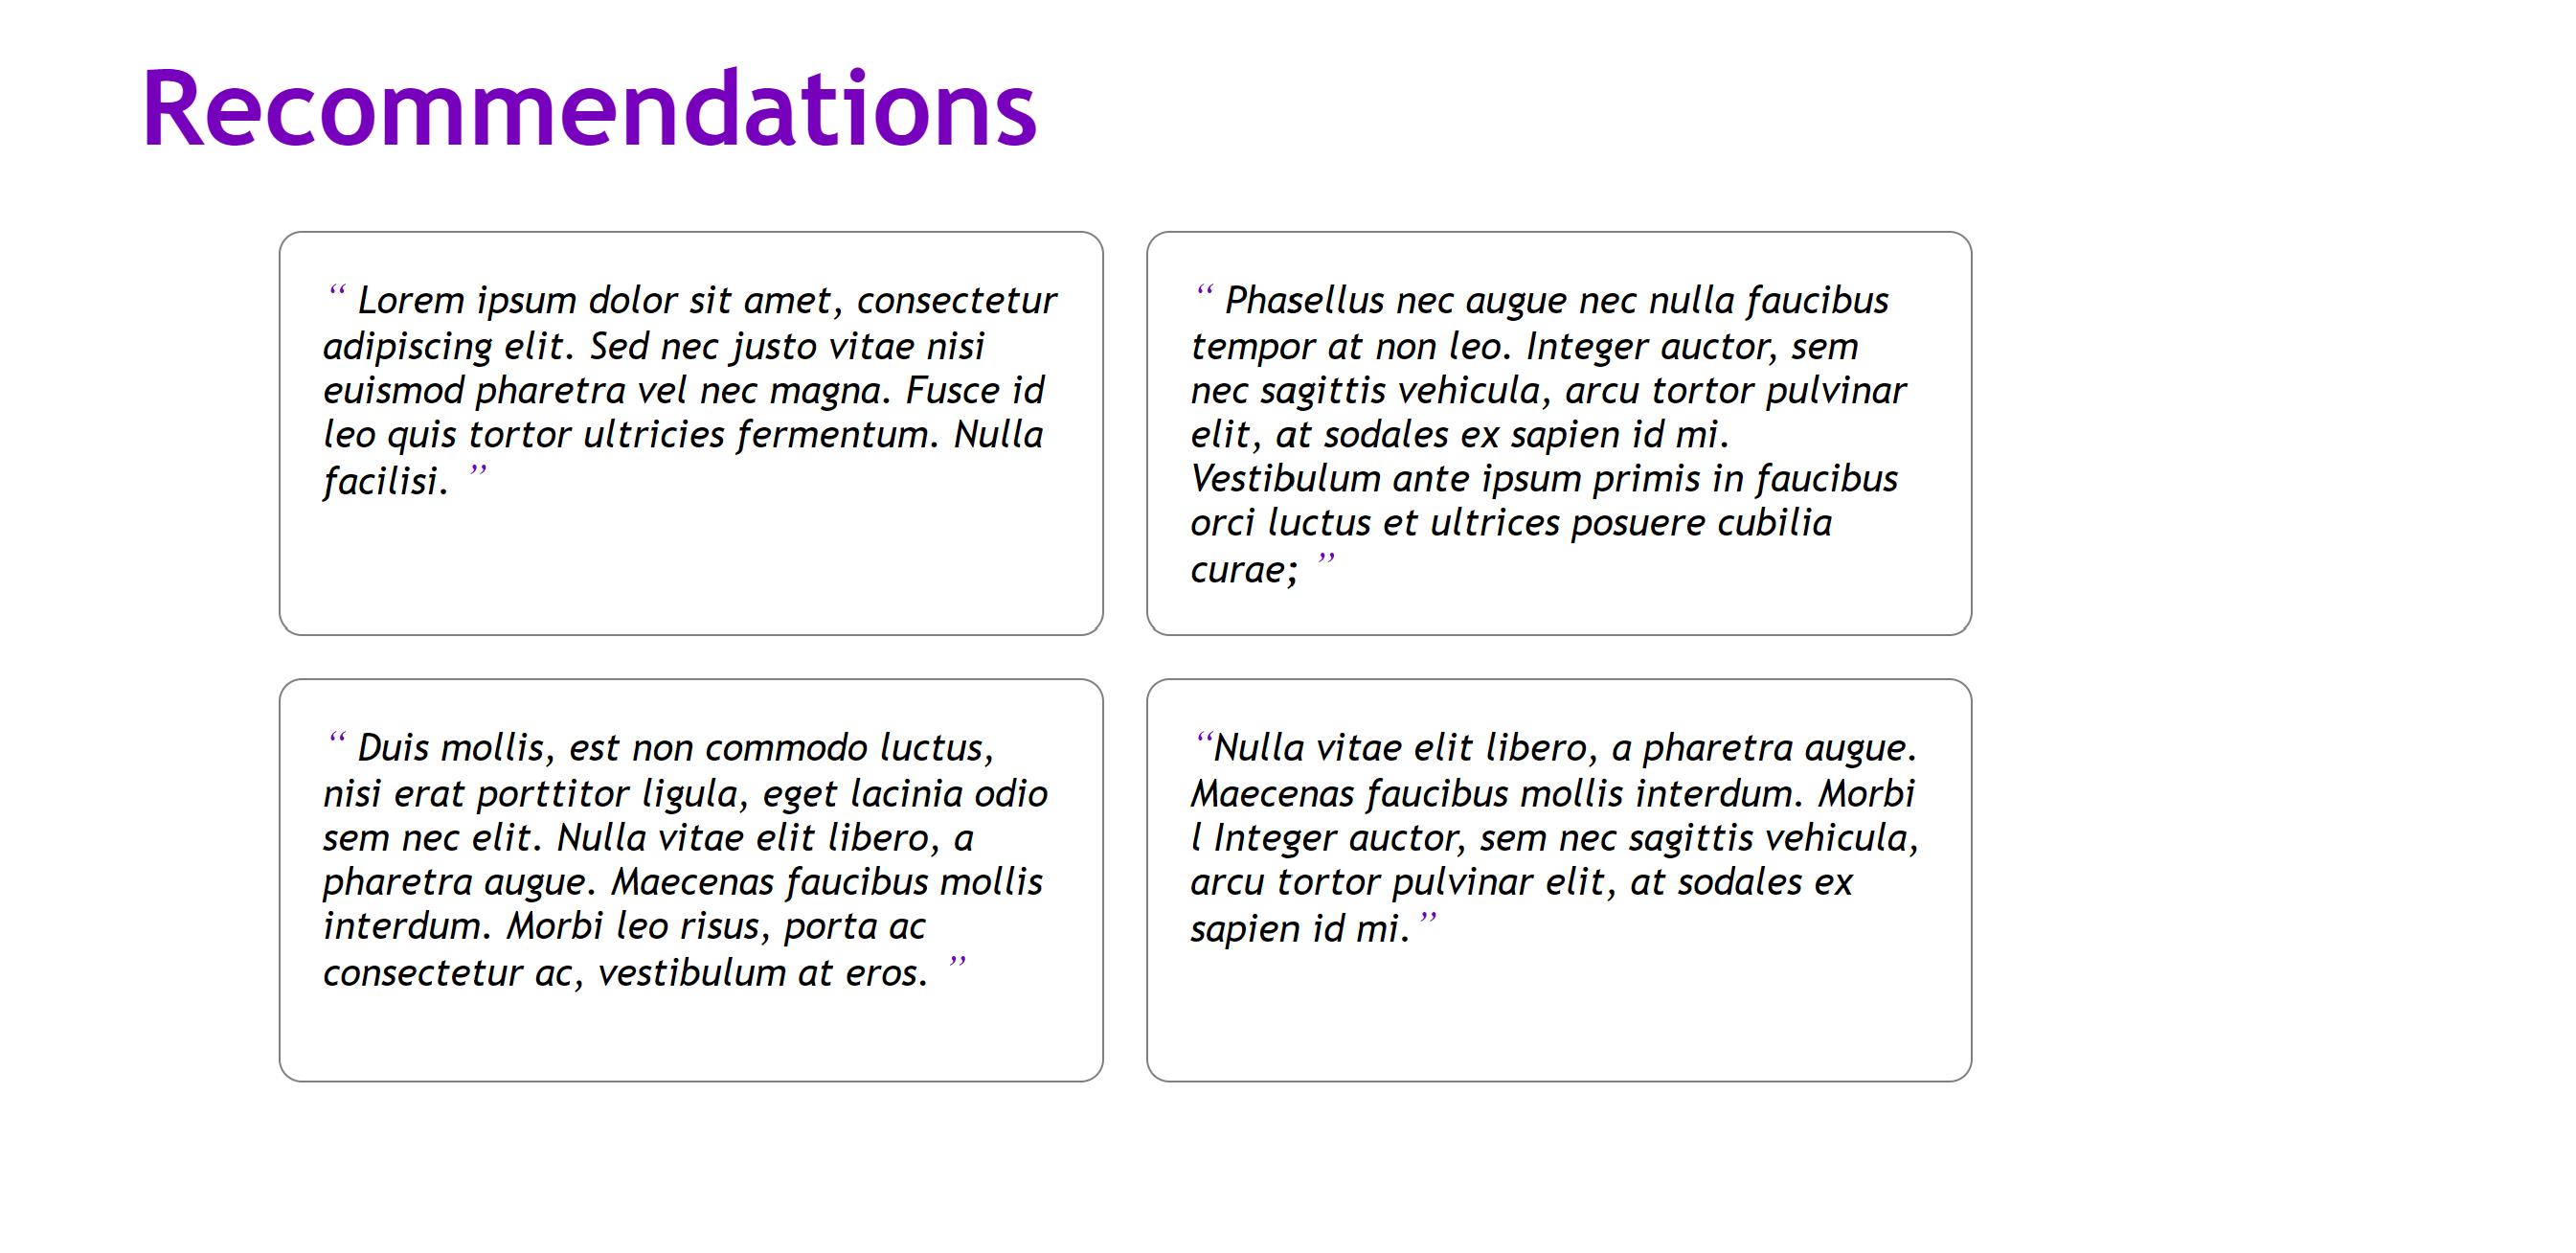 Recommendations
“ Lorem ipsum dolor sit amet, consectetur
adipiscing elit. Sed nec justo vitae nisi
euismod pharetra vel nec magna. Fusce id
leo quis tortor ultricies fermentum. Nulla
facilisi. ”
“ Phasellus nec augue nec nulla faucibus
tempor at non leo. Integer auctor, sem
nec sagittis vehicula, arcu tortor pulvinar
elit, at sodales ex sapien id mi.
Vestibulum ante ipsum primis in faucibus
orci luctus et ultrices posuere cubilia
curae; ”
“ Duis mollis, est non commodo luctus,
nisi erat porttitor ligula, eget lacinia odio
sem nec elit. Nulla vitae elit libero, a
pharetra augue. Maecenas faucibus mollis
interdum. Morbi leo risus, porta ac
consectetur ac, vestibulum at eros. ”
“Nulla vitae elit libero, a pharetra augue.
Maecenas faucibus mollis interdum. Morbi
l Integer auctor, sem nec sagittis vehicula,
arcu tortor pulvinar elit, at sodales ex
sapien id mi.”